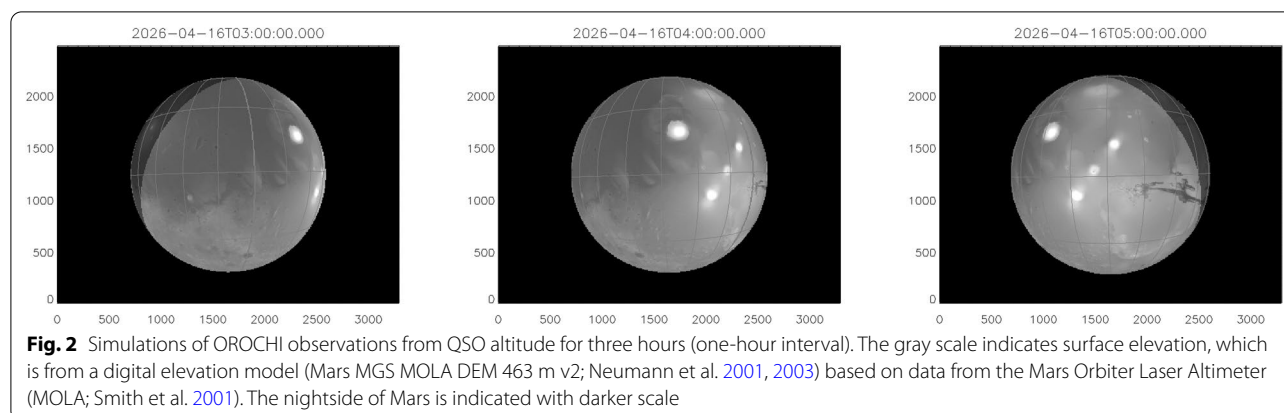 2026-04-16T03:00:00.000
2026-04-16T04:00:00.000
2026-04-16T05:00:00.000
2000
1500
1000
500
0
0 500 1000 1500 2000 2500 3000
2000
1500
1000
500
0
0 500 1000 1500 2000 2500 3000
2000
1500
1000
500
0
0 500 1000 1500 2000 2500 3000
Fig. 2 Simulations of OROCHI observations from QSO altitude for three hours (one-hour interval). The gray scale indicates surface elevation, which
is from a digital elevation model (Mars MGS MOLA DEM 463 m v2; Neumann et al. 2001, 2003) based on data from the Mars Orbiter Laser Altimeter
(MOLA; Smith et al. 2001). The nightside of Mars is indicated with darker scale